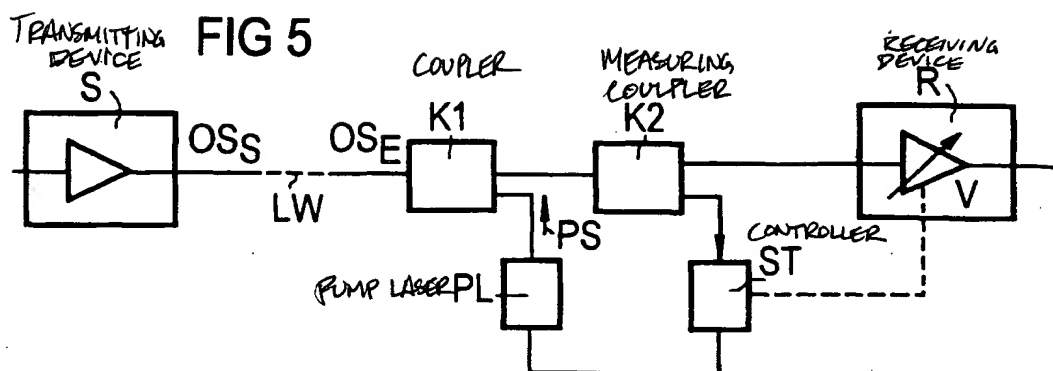 TRANSMITTING
DEVICE
S
FIG 5
COUPLER
K1
MEASURING
COULPLER
K2
RECEIVING
DEVICE
R
OSS
LW
OSE
PS
V
CONTROLLER
ST
PUMP LASER PL